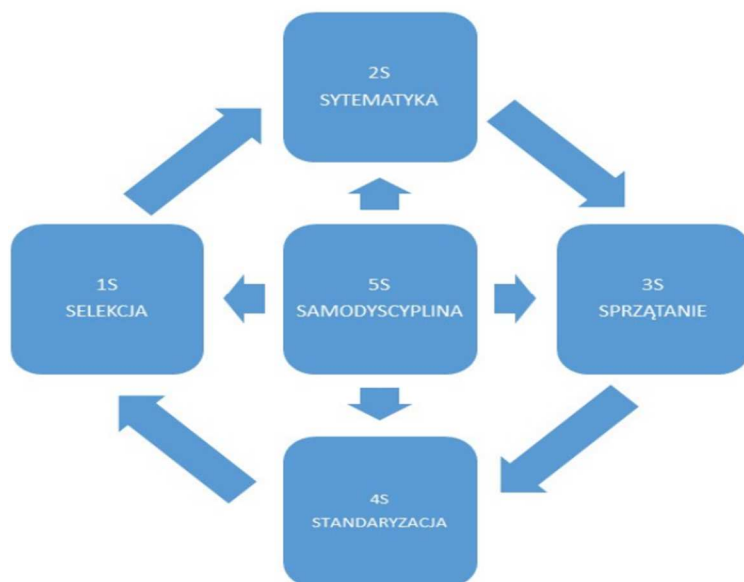 2S
SYTEMATYKA
1S
SELEKCJA
5S
SAMODYSCYPLINA
3S
SPRZĄTANIE
4S
STANDARYZACJA